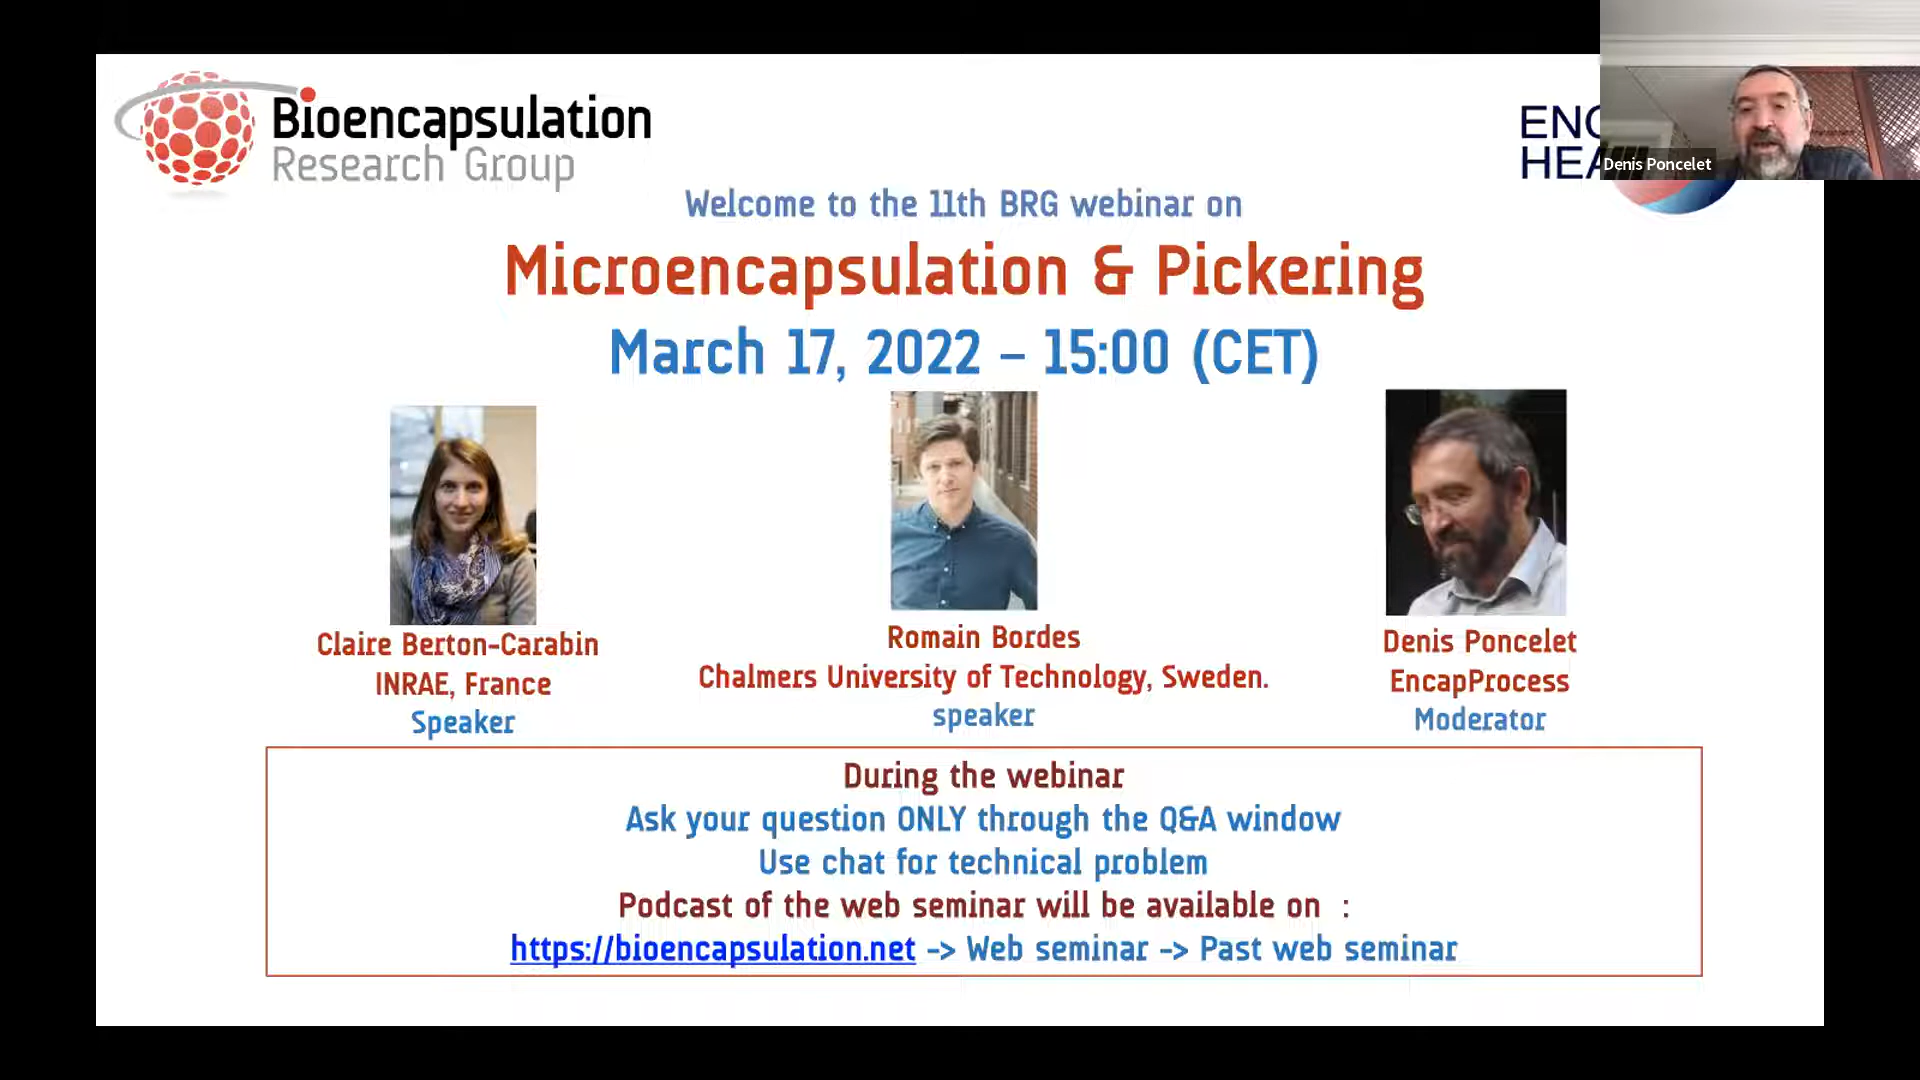 Bioencapsulation
Research Group
Denis Poncelet
Welcome to the 11th BRG webinar on
Microencapsulation & Pickering
March 17, 2022 – 15:00 (CET)
Claire Berton-Carabin
INRAE, France
Speaker
Romain Bordes
Chalmers University of Technology, Sweden.
speaker
Denis Poncelet
EncapProcess
Moderator
During the webinar
Ask your question ONLY through the Q&A window
Use chat for technical problem
Podcast of the web seminar will be available on :
https://bioencapsulation.net -> Web seminar -> Past web seminar